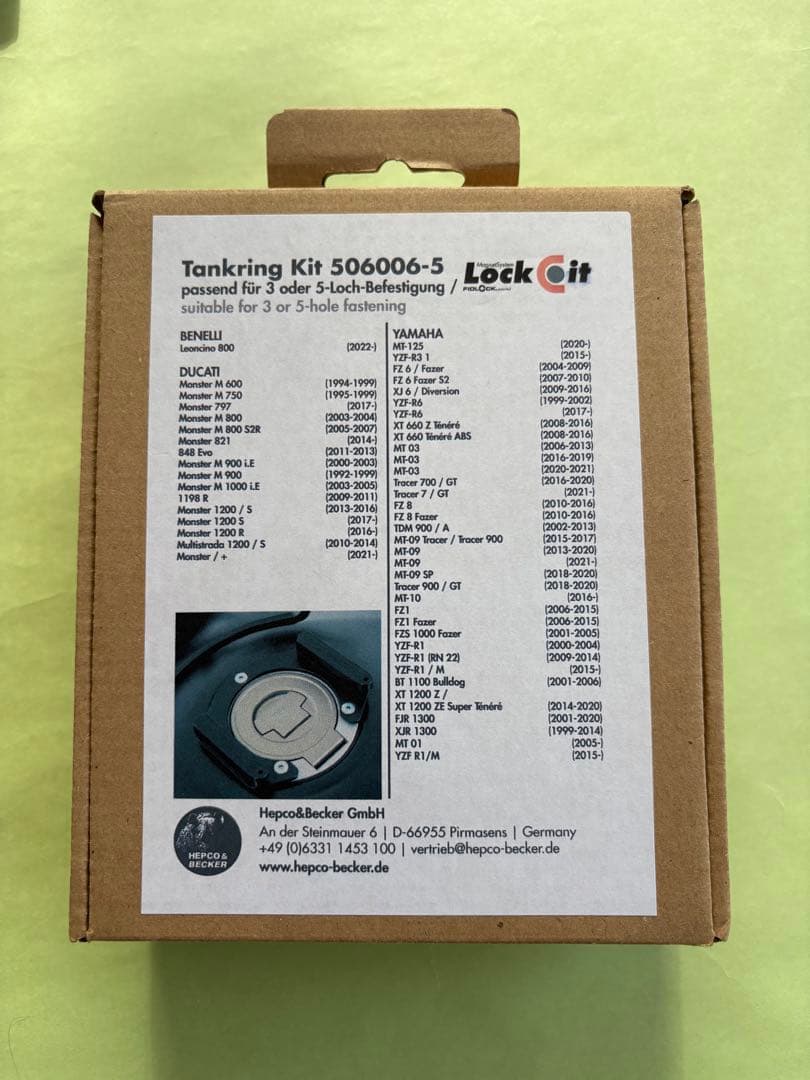 Tankring Kit 506006-5
MagnetSystem
Lock it
FIDLOCK
passend für 3 oder 5-Loch-Befestigung /
suitable for 3 or 5-hole fastening
BENELLI
Leoncino 800 (2022-)
DUCATI
Monster M 600 (1994-1999)
Monster M 750 (1995-1999)
Monster 797 (2017-)
Monster M 800 (2003-2004)
Monster M 800 S2R (2005-2007)
Monster 821 (2014-)
848 Evo (2011-2013)
Monster M 900 i.E (2000-2003)
Monster M 900 (1992-1999)
Monster M 1000 i.E (2003-2005)
1198 R (2009-2011)
Monster 1200 / S (2013-2016)
Monster 1200 S (2017-)
Monster 1200 R (2016-)
Multistrada 1200 / S (2010-2014)
Monster / + (2021-)
YAMAHA
MT-125 (2020-)
YZF-R3 1 (2015-)
FZ 6 / Fazer (2004-2009)
FZ 6 Fazer S2 (2007-2010)
XJ 6 / Diversion (2009-2016)
YZF-R6 (1999-2002)
YZF-R6 (2017-)
XT 660 Z Ténéré (2008-2016)
XT 660 Ténéré ABS (2008-2016)
MT 03 (2006-2013)
MT-03 (2016-2019)
MT-03 (2020-2021)
Tracer 700 / GT (2016-2020)
Tracer 7 / GT (2021-)
FZ 8 (2010-2016)
FZ 8 Fazer (2010-2016)
TDM 900 / A (2002-2013)
MT-09 Tracer / Tracer 900 (2015-2017)
MT-09 (2013-2020)
MT-09 (2021-)
MT-09 SP (2018-2020)
Tracer 900 / GT (2018-2020)
MT-10 (2016-)
FZ1 (2006-2015)
FZ1 Fazer (2006-2015)
FZS 1000 Fazer (2001-2005)
YZF-R1 (2000-2004)
YZF-R1 (RN 22) (2009-2014)
YZF-R1 / M (2015-)
BT 1100 Bulldog (2001-2006)
XT 1200 Z /
XT 1200 ZE Super Ténéré (2014-2020)
FJR 1300 (2001-2020)
XJR 1300 (1999-2014)
MT 01 (2005-)
YZF R1/M (2015-)
HEPCO &
BECKER
Hepco&Becker GmbH
An der Steinmauer 6 | D-66955 Pirmasens | Germany
+49 (0)6331 1453 100 | vertrieb@hepco-becker.de
www.hepco-becker.de